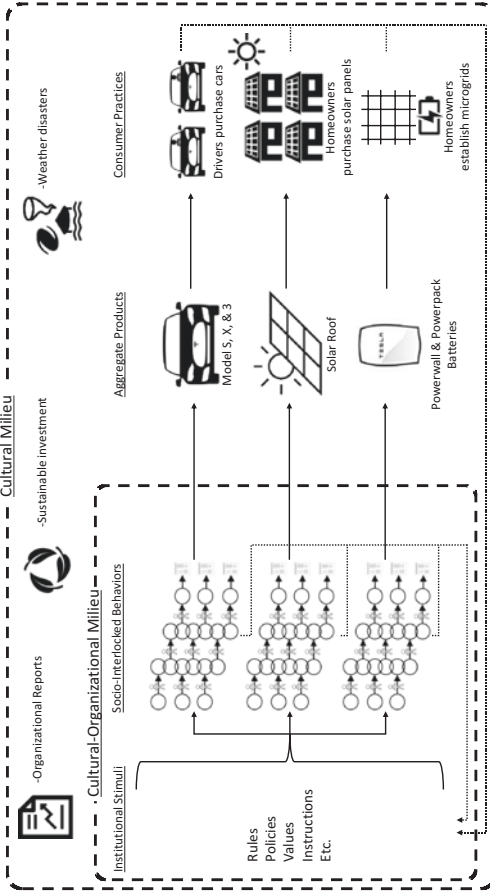 Cultural Milieu
-Organizational Reports
-Sustainable investment
-Weather disasters
Cultural-Organizational Milieu
Institutional Stimuli
Socio-Interlocked Behaviors
Aggregate Products
Consumer Practices
Rules
Policies
Values
Instructions
Etc.
Model S, X, & 3
Drivers purchase cars
Solar Roof
Homeowners
purchase solar panels
TESLA
Powerwall & Powerpack
Batteries
Homeowners
establish microgrids